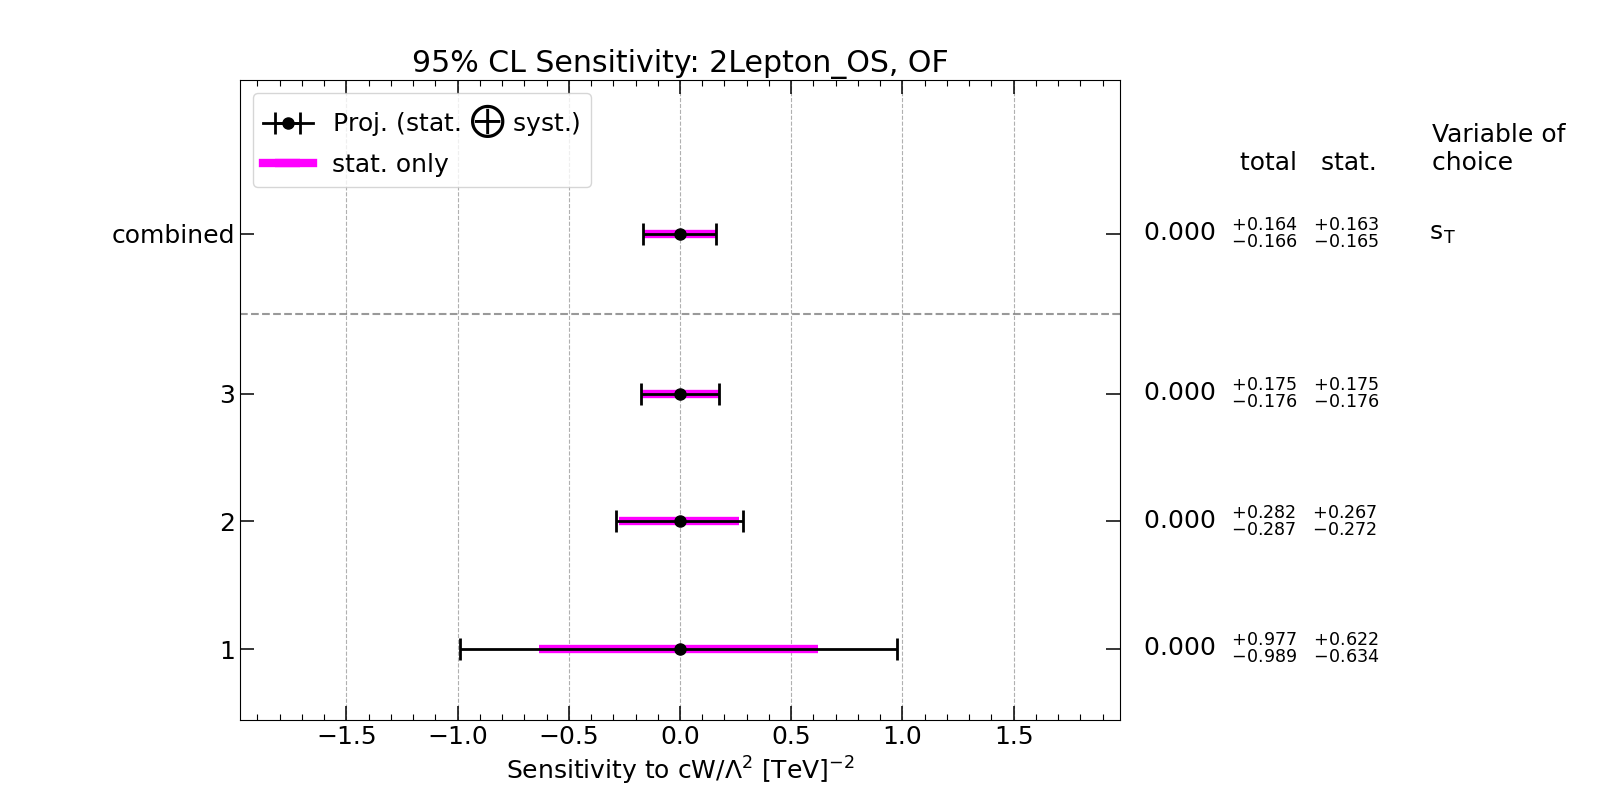 95% CL Sensitivity: 2Lepton_OS, OF
Proj. (stat. ⊕ syst.)
stat. only
Variable of
choice
total stat.
combined 0.000 +0.164 −0.166 +0.163 −0.165 s_T
3 0.000 +0.175 −0.176 +0.175 −0.176
2 0.000 +0.282 −0.287 +0.267 −0.272
1 0.000 +0.977 −0.989 +0.622 −0.634
−1.5 −1.0 −0.5 0.0 0.5 1.0 1.5
Sensitivity to cW/Λ² [TeV]⁻²